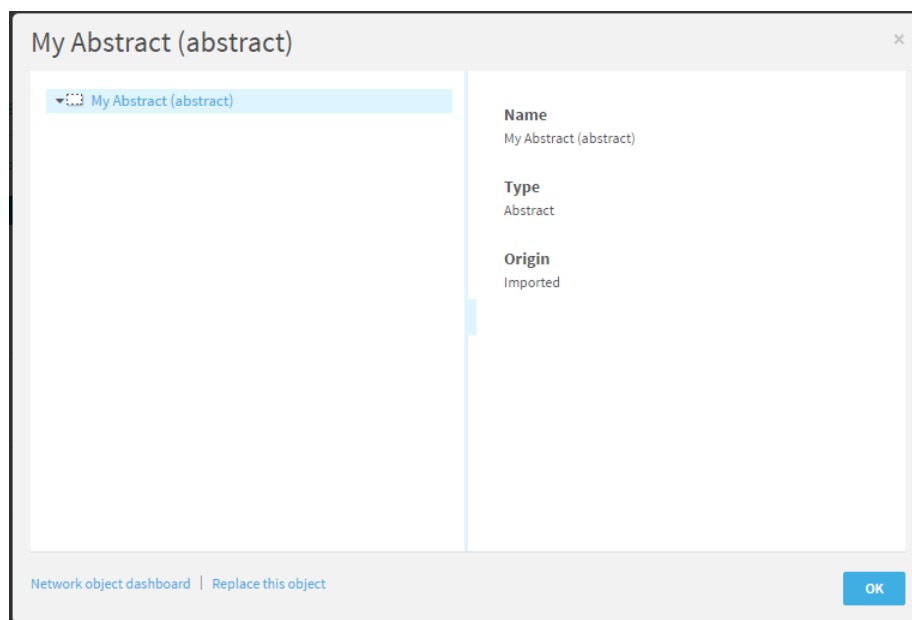 My Abstract (abstract)
×
My Abstract (abstract)
Name
My Abstract (abstract)
Type
Abstract
Origin
Imported
Network object dashboard | Replace this object
OK